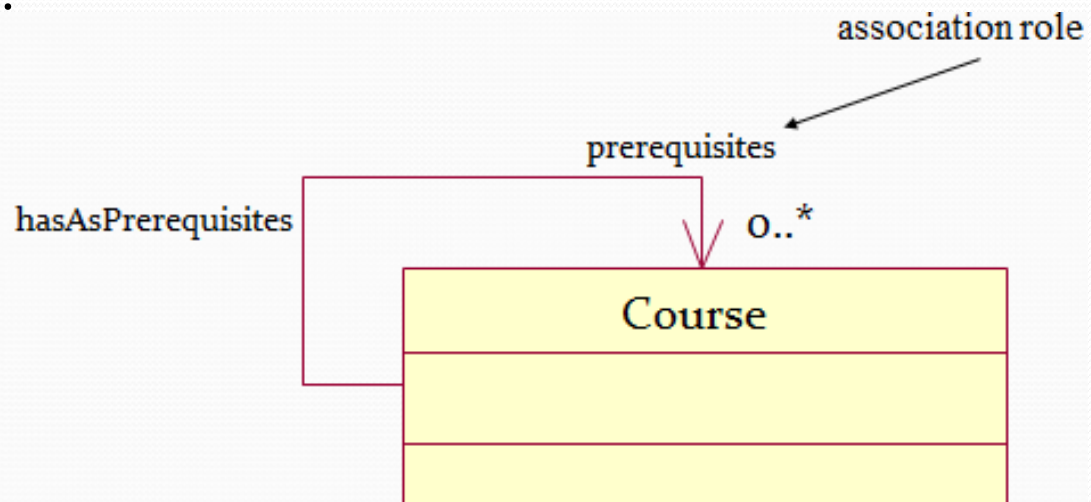 association role
prerequisites
hasAsPrerequisites
0..*
Course